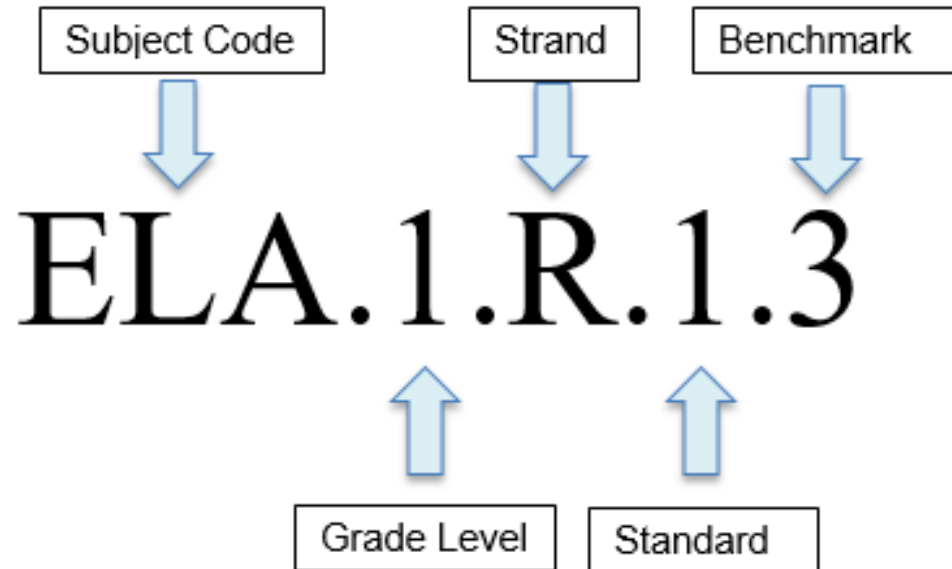 Subject Code
Strand
Benchmark
ELA.1.R.1.3
Grade Level
Standard